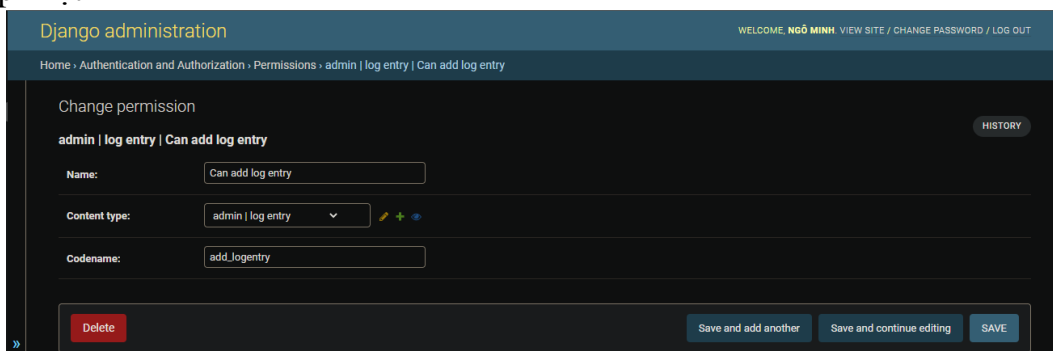 Django administration
WELCOME, NGÔ MINH. VIEW SITE / CHANGE PASSWORD / LOG OUT
Home › Authentication and Authorization › Permissions › admin | log entry | Can add log entry
Change permission
HISTORY
admin | log entry | Can add log entry
Name: Can add log entry
Content type: admin | log entry
Codename: add_logentry
Delete Save and add another Save and continue editing SAVE
»